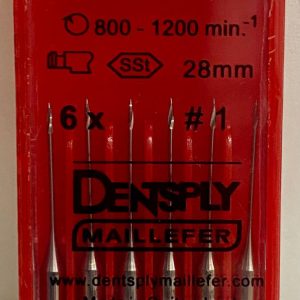 800 - 1200 min.⁻¹
SSt 28mm
6 x # 1
DENTSPLY
MAILLEFER
www.dentsplymaillefer.com